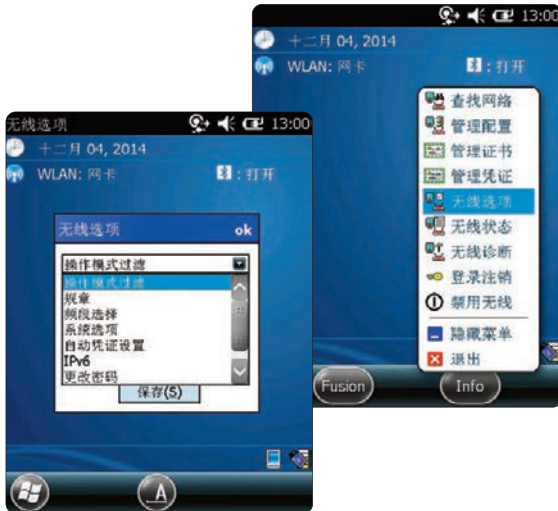 13:00
十二月 04, 2014
WLAN: 网卡
: 打开
查找网络
管理配置
管理证书
管理凭证
无线选项
无线状态
无线诊断
登录注销
禁用无线
隐藏菜单
退出
Fusion
Info
无线选项
13:00
十二月 04, 2014
WLAN: 网卡
: 打开
无线选项
ok
操作模式过滤
操作模式过滤
规章
频段选择
系统选项
自动凭证设置
IPv6
更改密码
保存(S)
A